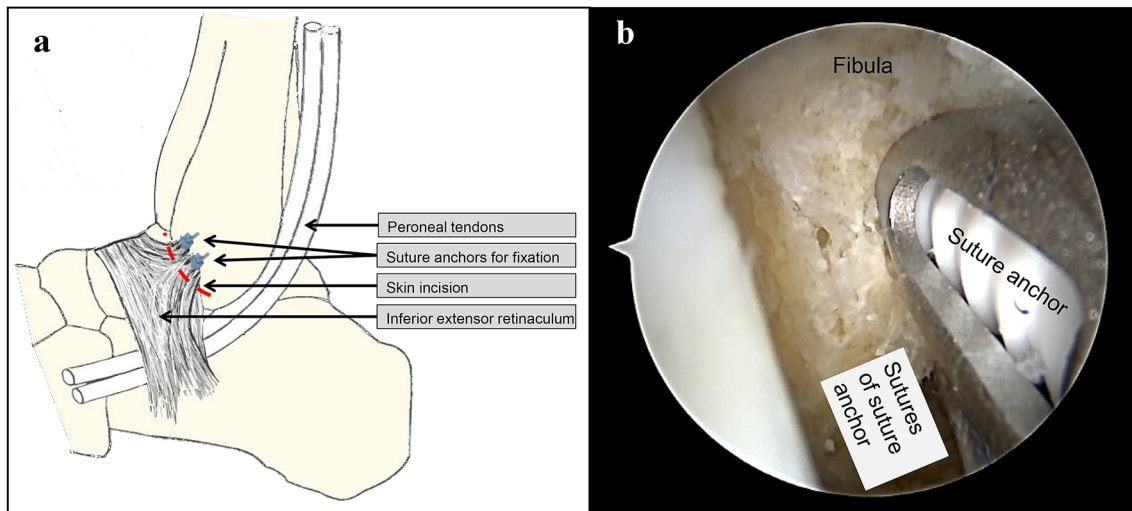 a
Peroneal tendons
Suture anchors for fixation
Skin incision
Inferior extensor retinaculum
b
Fibula
Suture anchor
Sutures
of suture
anchor